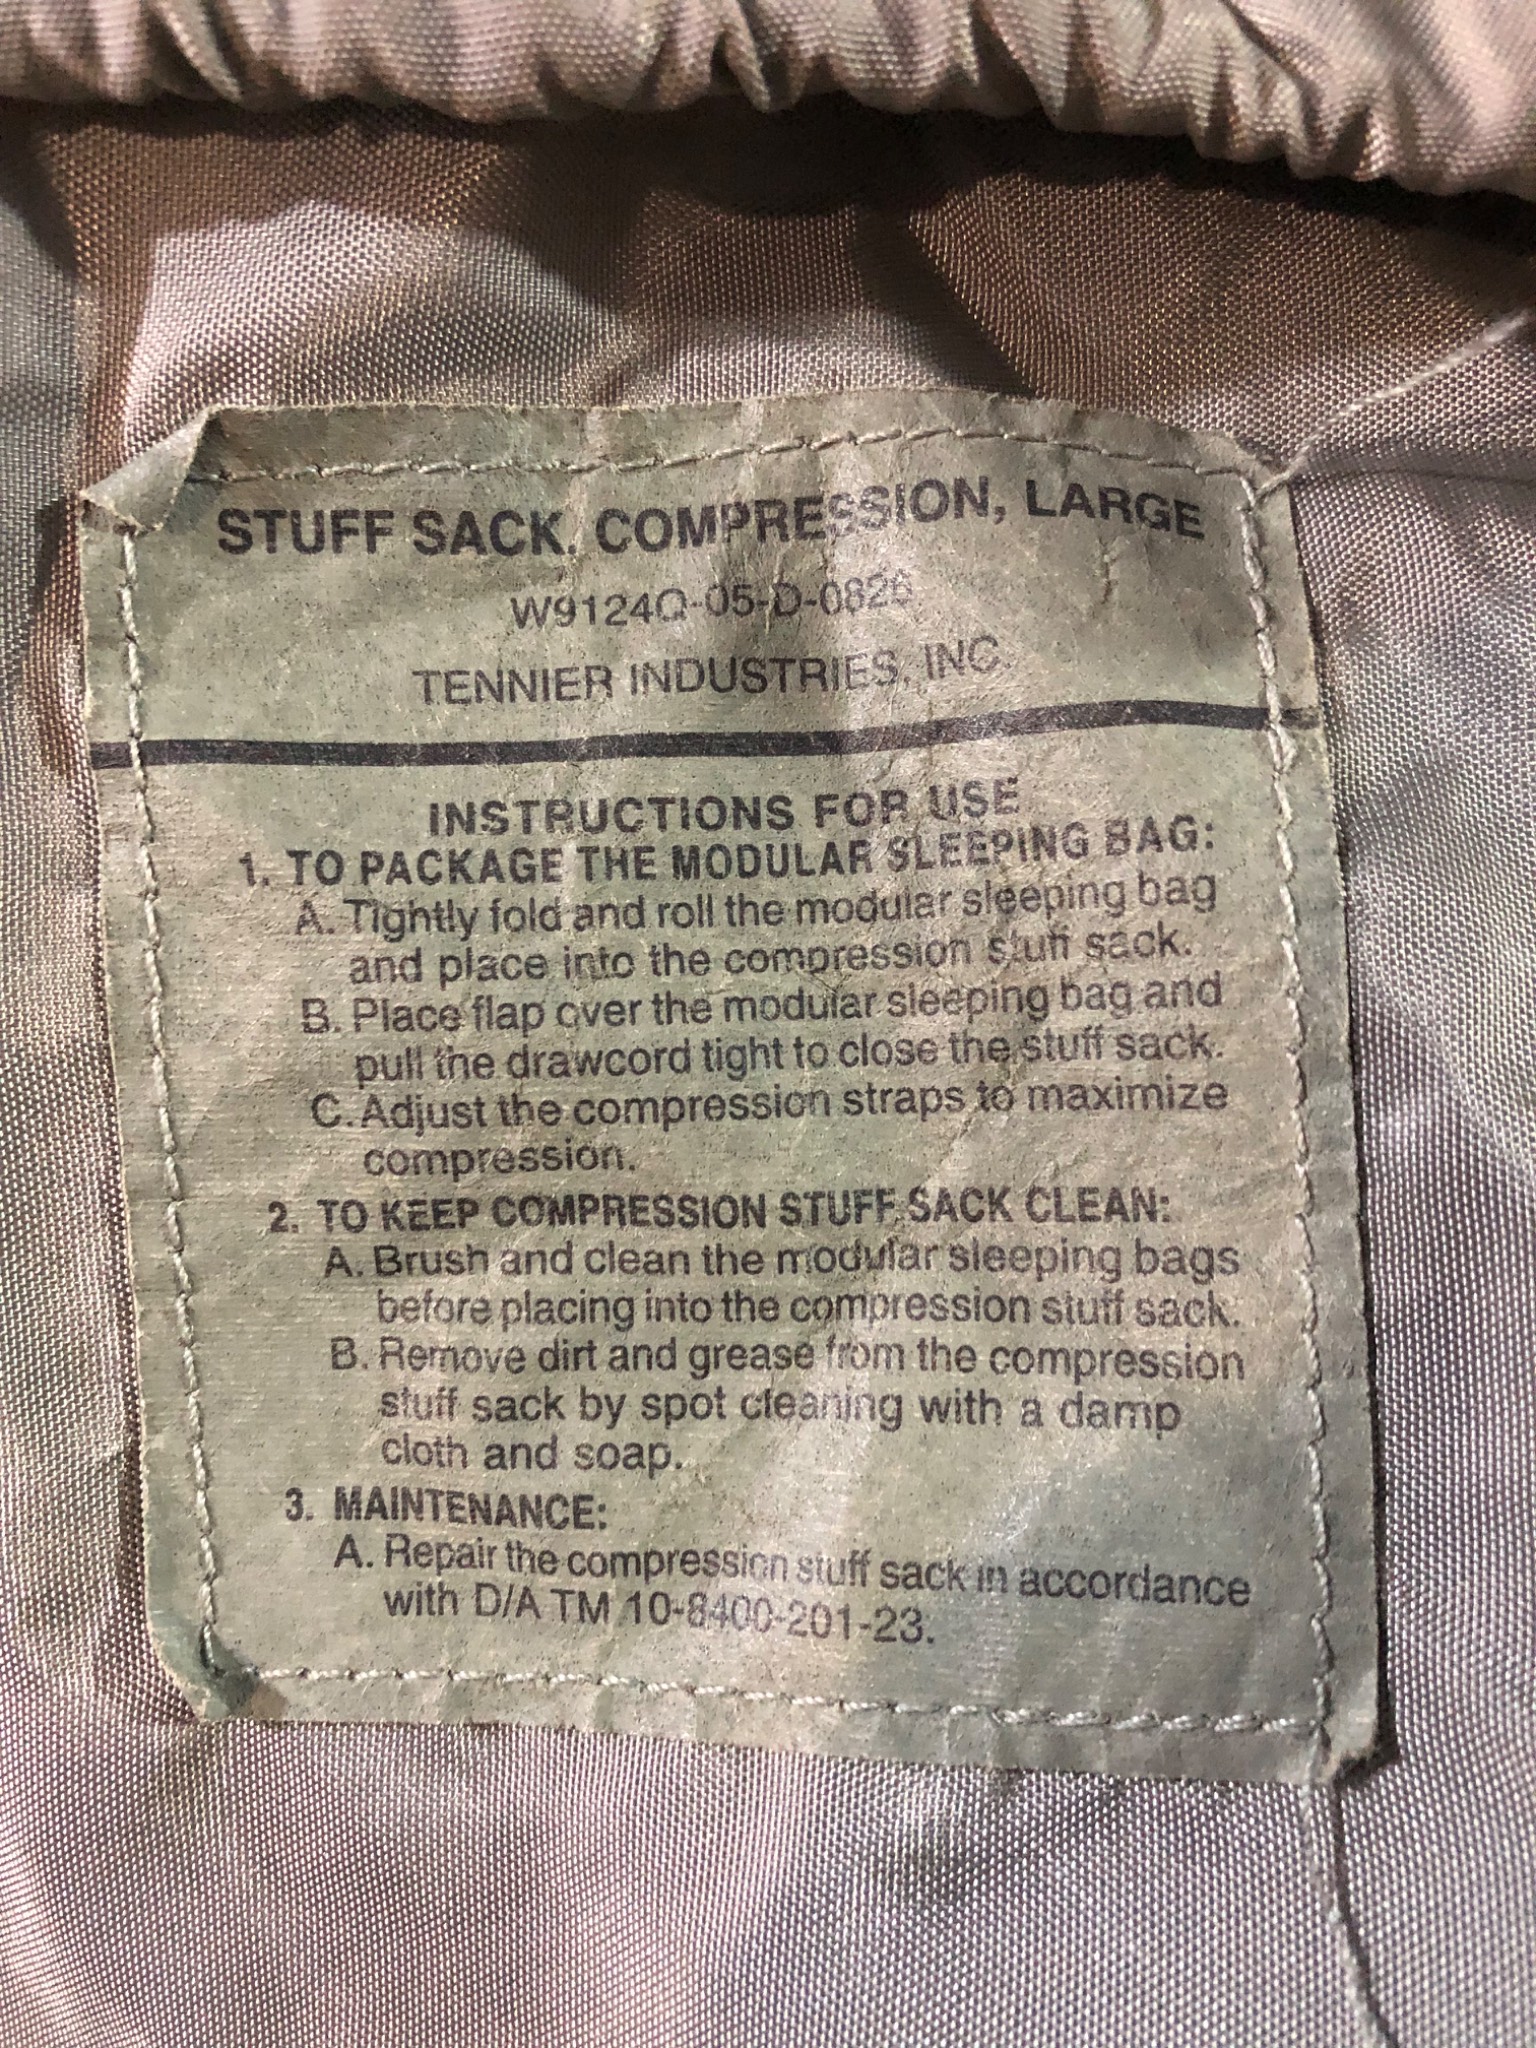 STUFF SACK, COMPRESSION, LARGE
W9124Q-05-D-0826
TENNIER INDUSTRIES, INC.
INSTRUCTIONS FOR USE
1. TO PACKAGE THE MODULAR SLEEPING BAG:
A. Tightly fold and roll the modular sleeping bag
and place into the compression stuff sack.
B. Place flap over the modular sleeping bag and
pull the drawcord tight to close the stuff sack.
C. Adjust the compression straps to maximize
compression.
2. TO KEEP COMPRESSION STUFF SACK CLEAN:
A. Brush and clean the modular sleeping bags
before placing into the compression stuff sack.
B. Remove dirt and grease from the compression
stuff sack by spot cleaning with a damp
cloth and soap.
3. MAINTENANCE:
A. Repair the compression stuff sack in accordance
with D/A TM 10-8400-201-23.